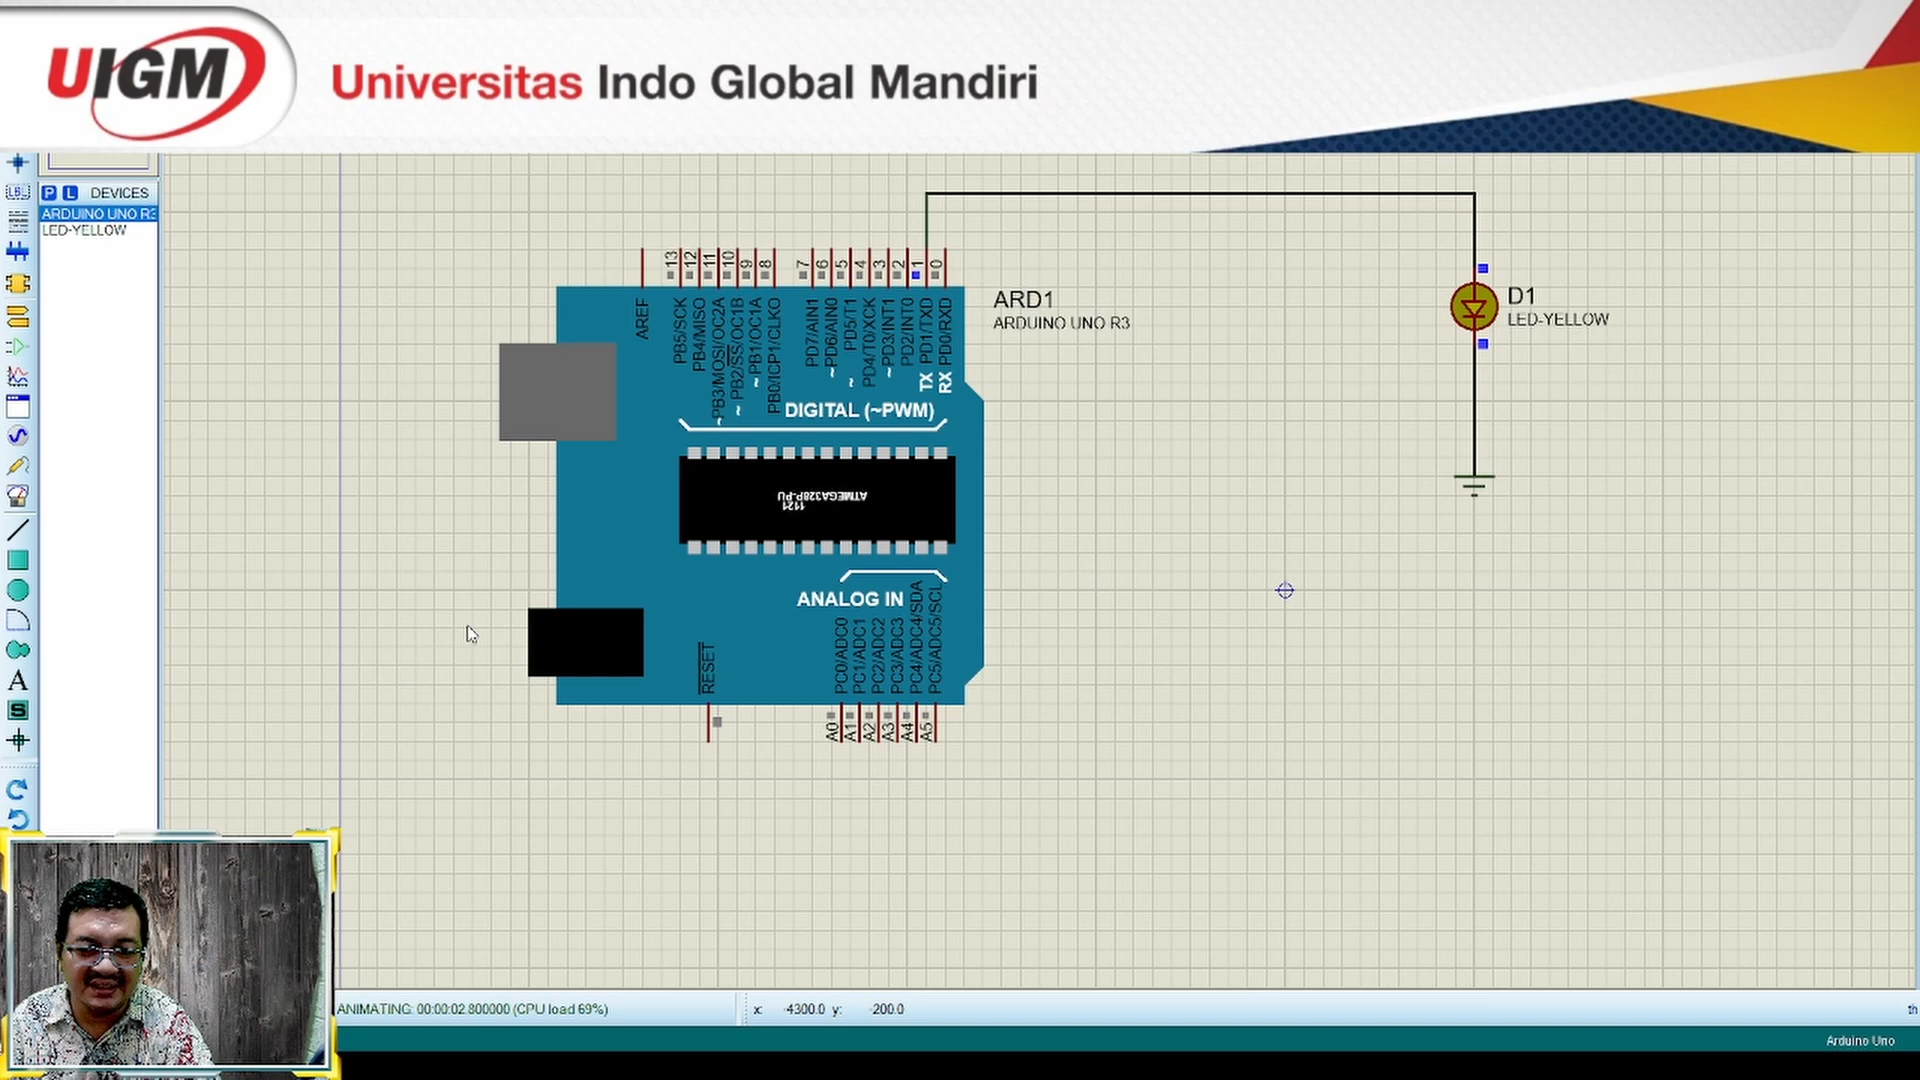 UIGM
Universitas Indo Global Mandiri
LBL
P L DEVICES
ARDUINO UNO R3
LED-YELLOW
A
S
13
12
11
10
9
8
7
6
5
4
3
2
1
0
AREF
PB5/SCK
PB4/MISO
~ PB3/MOSI/OC2A
~ PB2/SS/OC1B
~ PB1/OC1A
PB0/ICP1/CLKO
PD7/AIN1
~ PD6/AIN0
~ PD5/T1
PD4/T0/XCK
~ PD3/INT1
PD2/INT0
TX PD1/TXD
RX PD0/RXD
ARD1
ARDUINO UNO R3
D1
LED-YELLOW
DIGITAL (~PWM)
ATMEGA328P-PU
1121
ANALOG IN
RESET
PC0/ADC0
PC1/ADC1
PC2/ADC2
PC3/ADC3
PC4/ADC4/SDA
PC5/ADC5/SCL
A0
A1
A2
A3
A4
A5
ANIMATING: 00:00:02.800000 (CPU load 69%)
x: -4300.0 y: -200.0
th
Arduino Uno